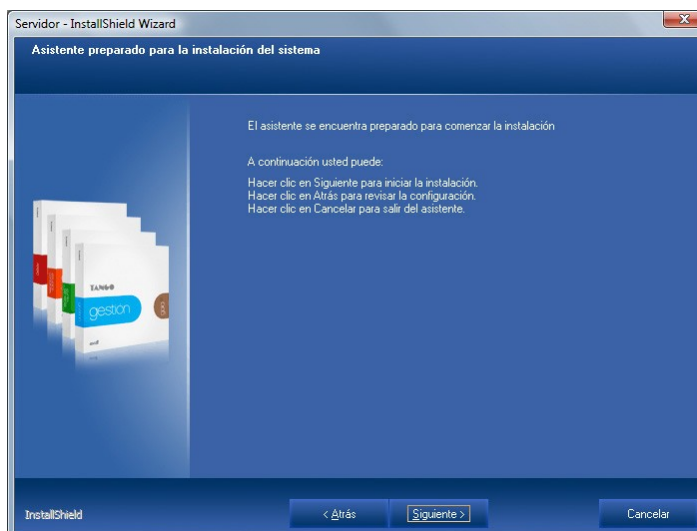 Servidor - InstallShield Wizard
Asistente preparado para la instalación del sistema
El asistente se encuentra preparado para comenzar la instalación
A continuación usted puede:
Hacer clic en Siguiente para iniciar la instalación.
Hacer clic en Atrás para revisar la configuración.
Hacer clic en Cancelar para salir del asistente.
TANGO
gestión
InstallShield
< Atrás
Siguiente >
Cancelar